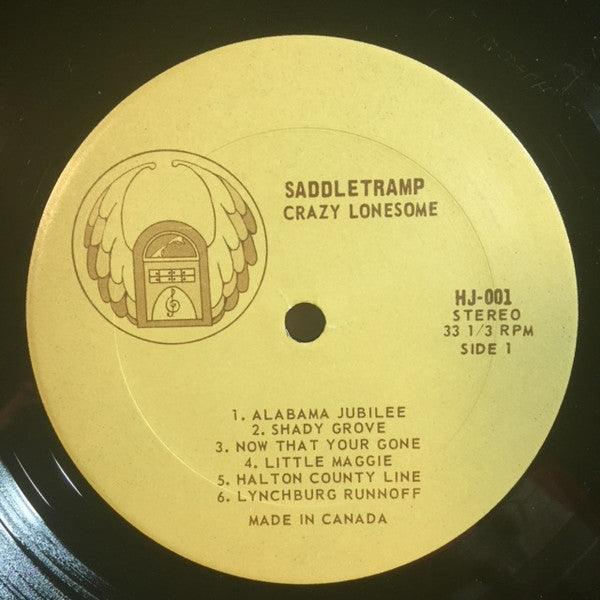 SADDLETRAMP
CRAZY LONESOME
HJ-001
STEREO
33 1/3 RPM
SIDE 1
1. ALABAMA JUBILEE
2. SHADY GROVE
3. NOW THAT YOUR GONE
4. LITTLE MAGGIE
5. HALTON COUNTY LINE
6. LYNCHBURG RUNNOFF
MADE IN CANADA